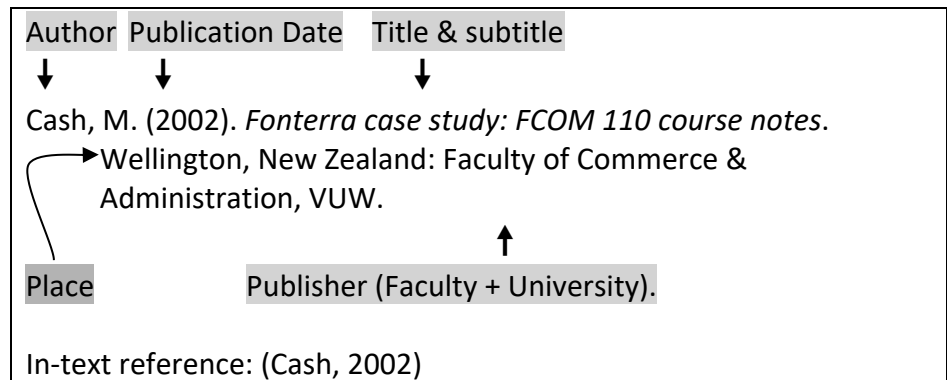 Author Publication Date Title & subtitle
Cash, M. (2002). Fonterra case study: FCOM 110 course notes.
Wellington, New Zealand: Faculty of Commerce &
Administration, VUW.
Place Publisher (Faculty + University).
In-text reference: (Cash, 2002)